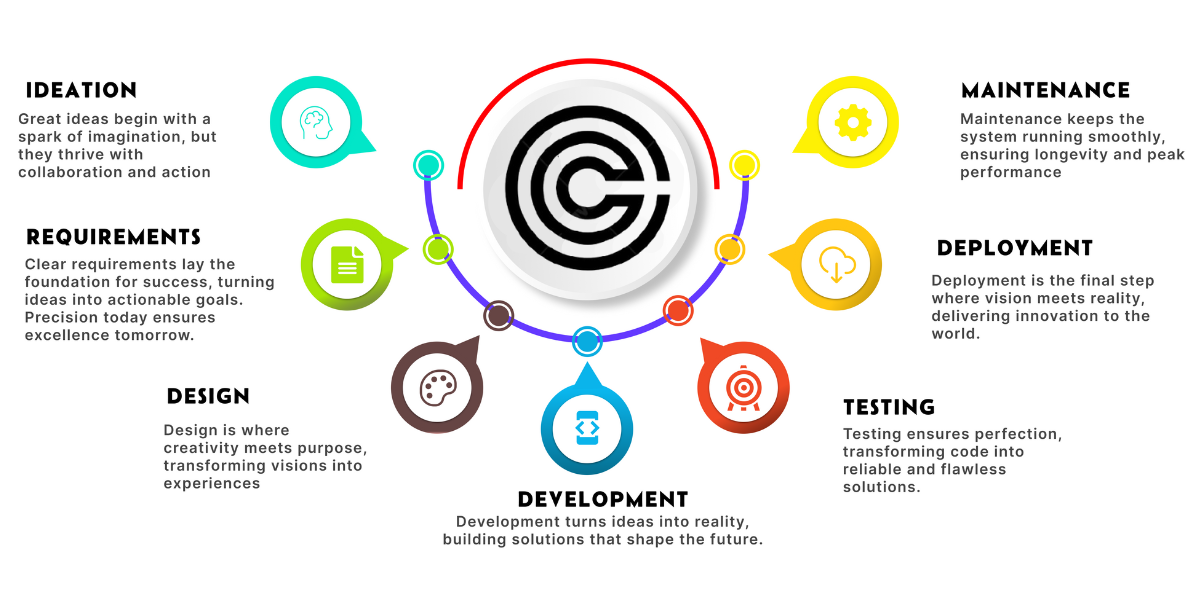 IDEATION
Great ideas begin with a
spark of imagination, but
they thrive with
collaboration and action
REQUIREMENTS
Clear requirements lay the
foundation for success, turning
ideas into actionable goals.
Precision today ensures
excellence tomorrow.
DESIGN
Design is where
creativity meets purpose,
transforming visions into
experiences
DEVELOPMENT
Development turns ideas into reality,
building solutions that shape the future.
TESTING
Testing ensures perfection,
transforming code into
reliable and flawless
solutions.
DEPLOYMENT
Deployment is the final step
where vision meets reality,
delivering innovation to the
world.
MAINTENANCE
Maintenance keeps the
system running smoothly,
ensuring longevity and peak
performance